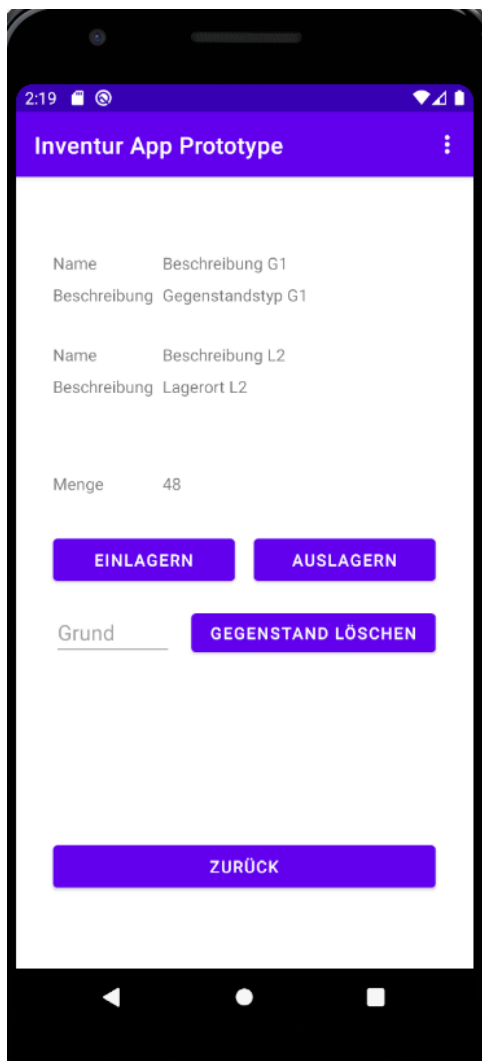 2:19
Inventur App Prototype
Name Beschreibung G1
Beschreibung Gegenstandstyp G1
Name Beschreibung L2
Beschreibung Lagerort L2
Menge 48
EINLAGERN AUSLAGERN
Grund GEGENSTAND LÖSCHEN
ZURÜCK